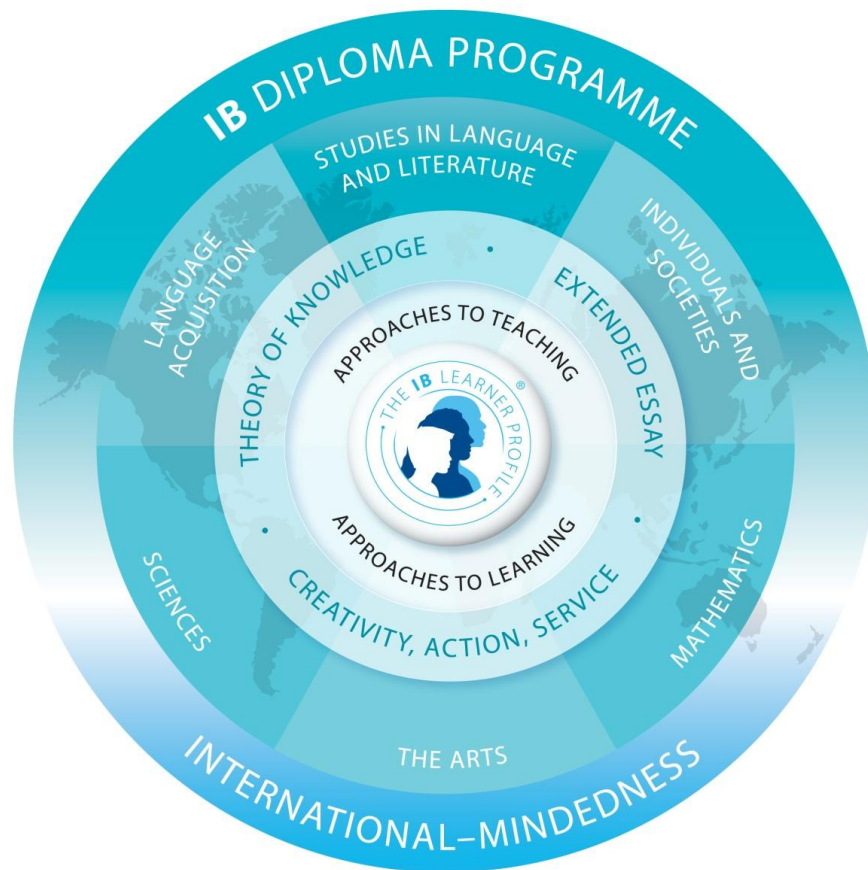 IB DIPLOMA PROGRAMME
STUDIES IN LANGUAGE
AND LITERATURE
LANGUAGE
ACQUISITION
INDIVIDUALS AND
SOCIETIES
THEORY OF KNOWLEDGE
•
EXTENDED ESSAY
APPROACHES TO TEACHING
THE IB LEARNER PROFILE ®
APPROACHES TO LEARNING
•
CREATIVITY, ACTION, SERVICE
•
SCIENCES
MATHEMATICS
THE ARTS
INTERNATIONAL–MINDEDNESS